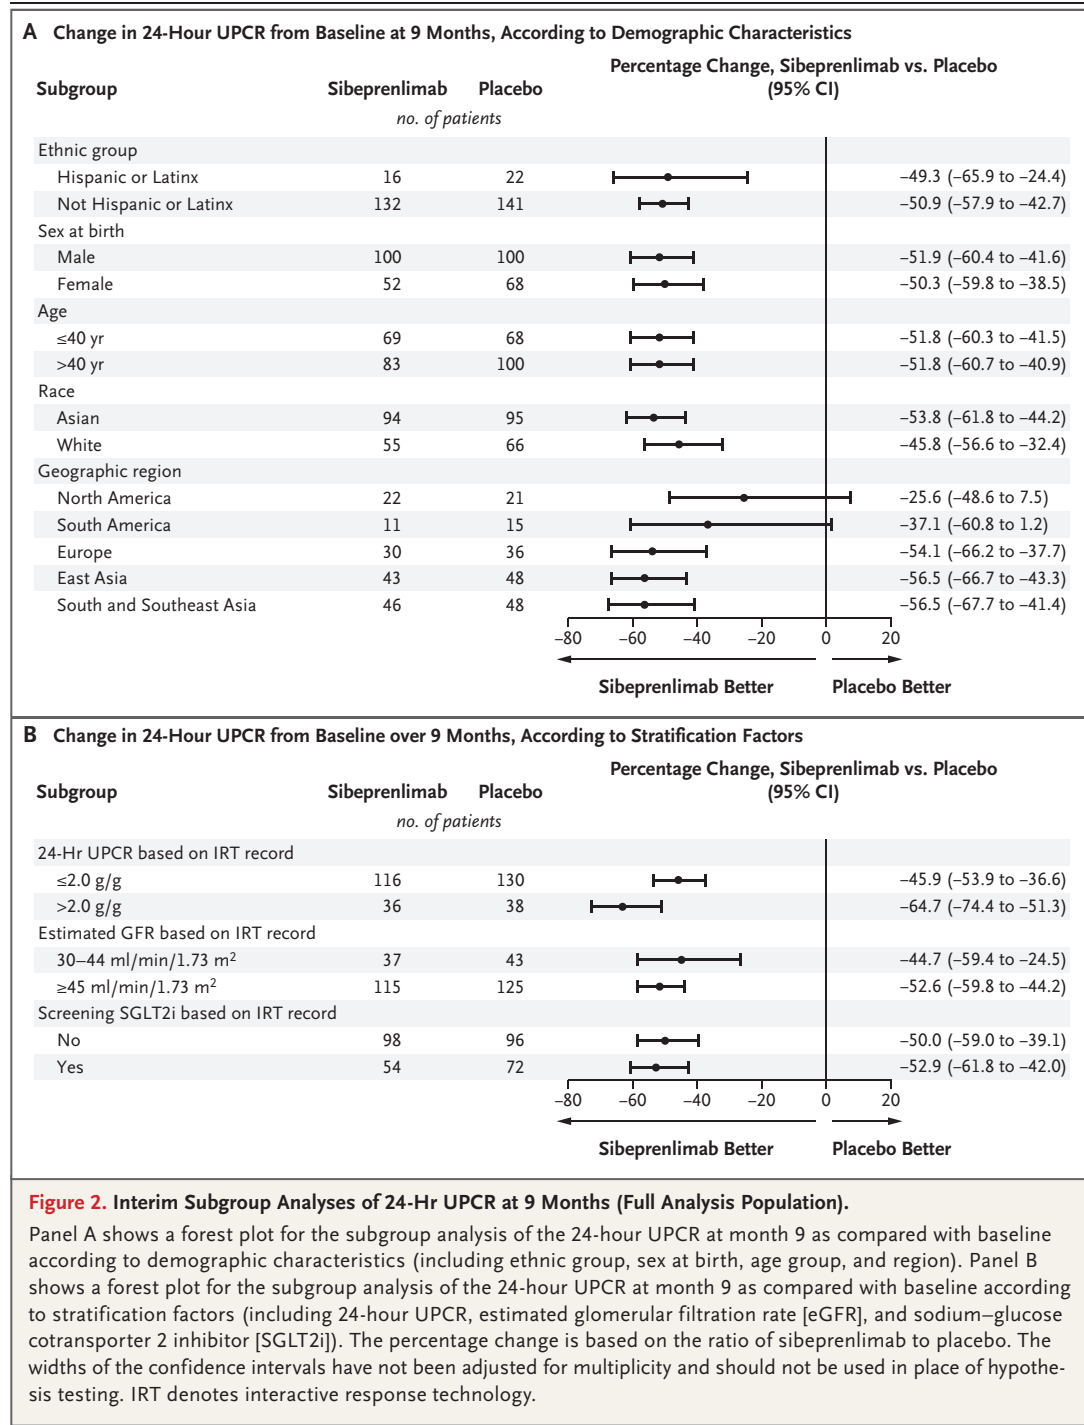 A Change in 24-Hour UPCR from Baseline at 9 Months, According to Demographic Characteristics
Subgroup Sibeprenlimab Placebo Percentage Change, Sibeprenlimab vs. Placebo (95% CI)
no. of patients
Ethnic group
Hispanic or Latinx 16 22 –49.3 (–65.9 to –24.4)
Not Hispanic or Latinx 132 141 –50.9 (–57.9 to –42.7)
Sex at birth
Male 100 100 –51.9 (–60.4 to –41.6)
Female 52 68 –50.3 (–59.8 to –38.5)
Age
≤40 yr 69 68 –51.8 (–60.3 to –41.5)
>40 yr 83 100 –51.8 (–60.7 to –40.9)
Race
Asian 94 95 –53.8 (–61.8 to –44.2)
White 55 66 –45.8 (–56.6 to –32.4)
Geographic region
North America 22 21 –25.6 (–48.6 to 7.5)
South America 11 15 –37.1 (–60.8 to 1.2)
Europe 30 36 –54.1 (–66.2 to –37.7)
East Asia 43 48 –56.5 (–66.7 to –43.3)
South and Southeast Asia 46 48 –56.5 (–67.7 to –41.4)
–80 –60 –40 –20 0 20
Sibeprenlimab Better Placebo Better
B Change in 24-Hour UPCR from Baseline over 9 Months, According to Stratification Factors
Subgroup Sibeprenlimab Placebo Percentage Change, Sibeprenlimab vs. Placebo (95% CI)
no. of patients
24-Hr UPCR based on IRT record
≤2.0 g/g 116 130 –45.9 (–53.9 to –36.6)
>2.0 g/g 36 38 –64.7 (–74.4 to –51.3)
Estimated GFR based on IRT record
30–44 ml/min/1.73 m² 37 43 –44.7 (–59.4 to –24.5)
≥45 ml/min/1.73 m² 115 125 –52.6 (–59.8 to –44.2)
Screening SGLT2i based on IRT record
No 98 96 –50.0 (–59.0 to –39.1)
Yes 54 72 –52.9 (–61.8 to –42.0)
–80 –60 –40 –20 0 20
Sibeprenlimab Better Placebo Better
Figure 2. Interim Subgroup Analyses of 24-Hr UPCR at 9 Months (Full Analysis Population).
Panel A shows a forest plot for the subgroup analysis of the 24-hour UPCR at month 9 as compared with baseline
according to demographic characteristics (including ethnic group, sex at birth, age group, and region). Panel B
shows a forest plot for the subgroup analysis of the 24-hour UPCR at month 9 as compared with baseline according
to stratification factors (including 24-hour UPCR, estimated glomerular filtration rate [eGFR], and sodium–glucose
cotransporter 2 inhibitor [SGLT2i]). The percentage change is based on the ratio of sibeprenlimab to placebo. The
widths of the confidence intervals have not been adjusted for multiplicity and should not be used in place of hypothe-
sis testing. IRT denotes interactive response technology.